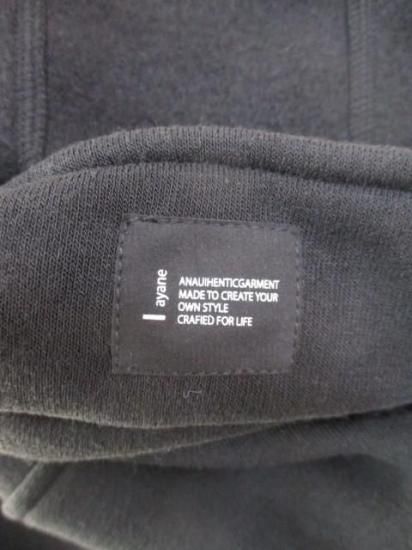 ayane
ANAUIHENTICGARMENT
MADE TO CREATE YOUR
OWN STYLE
CRAFIED FOR LIFE